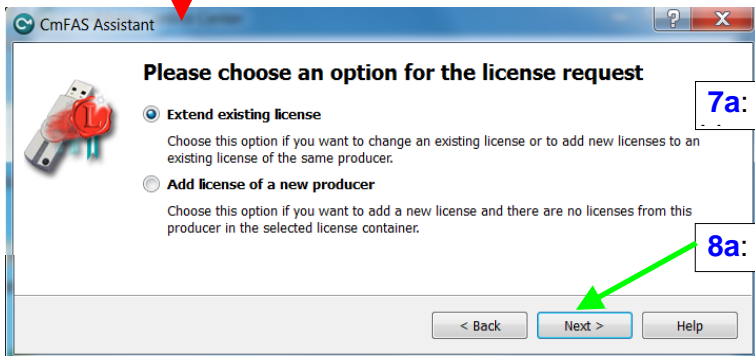 CmFAS Assistant
Please choose an option for the license request
7a:
Extend existing license
Choose this option if you want to change an existing license or to add new licenses to an
existing license of the same producer.
Add license of a new producer
Choose this option if you want to add a new license and there are no licenses from this
producer in the selected license container.
8a:
< Back Next > Help